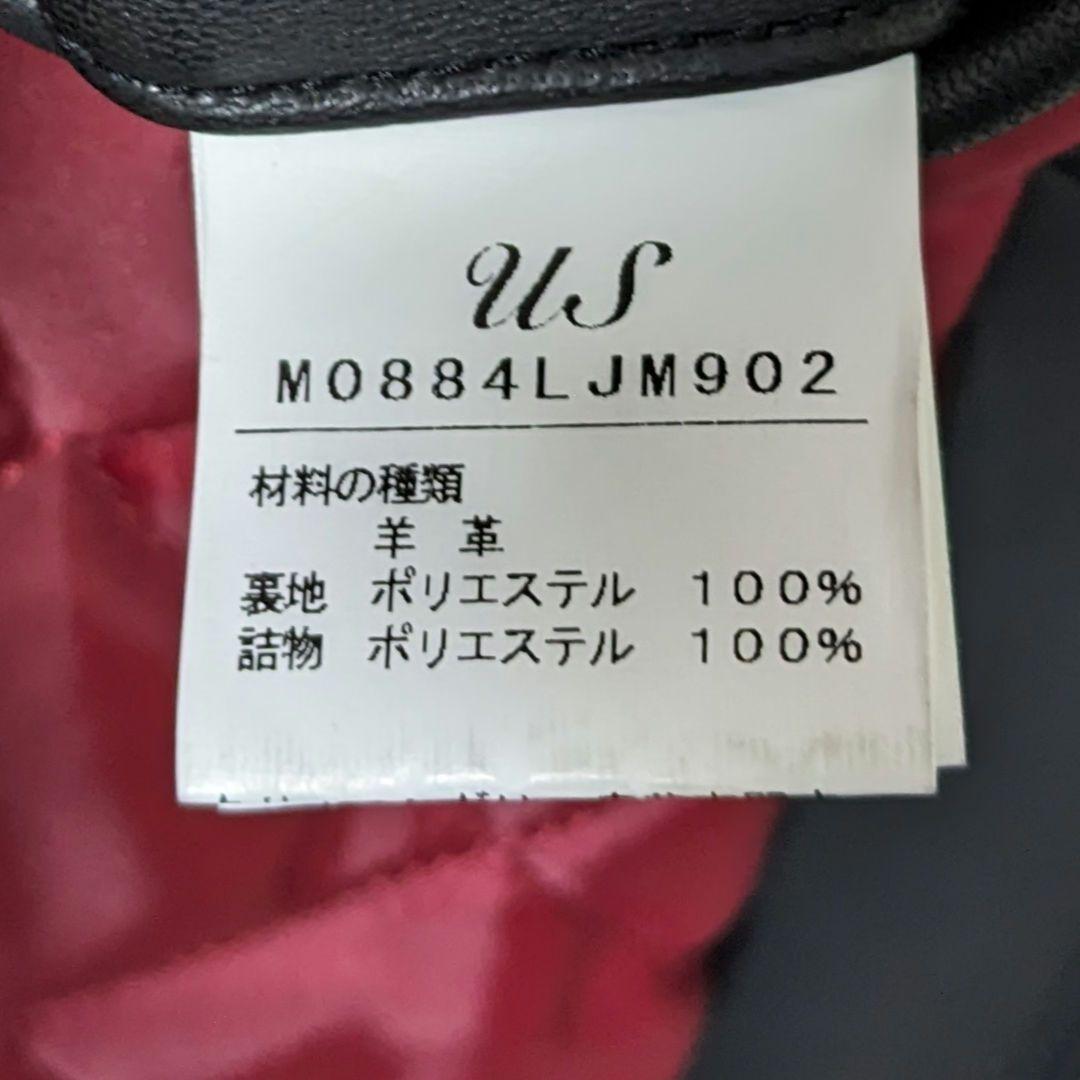 US
M0884LJM902
材料の種類
羊 革
裏地 ポリエステル 100%
詰物 ポリエステル 100%